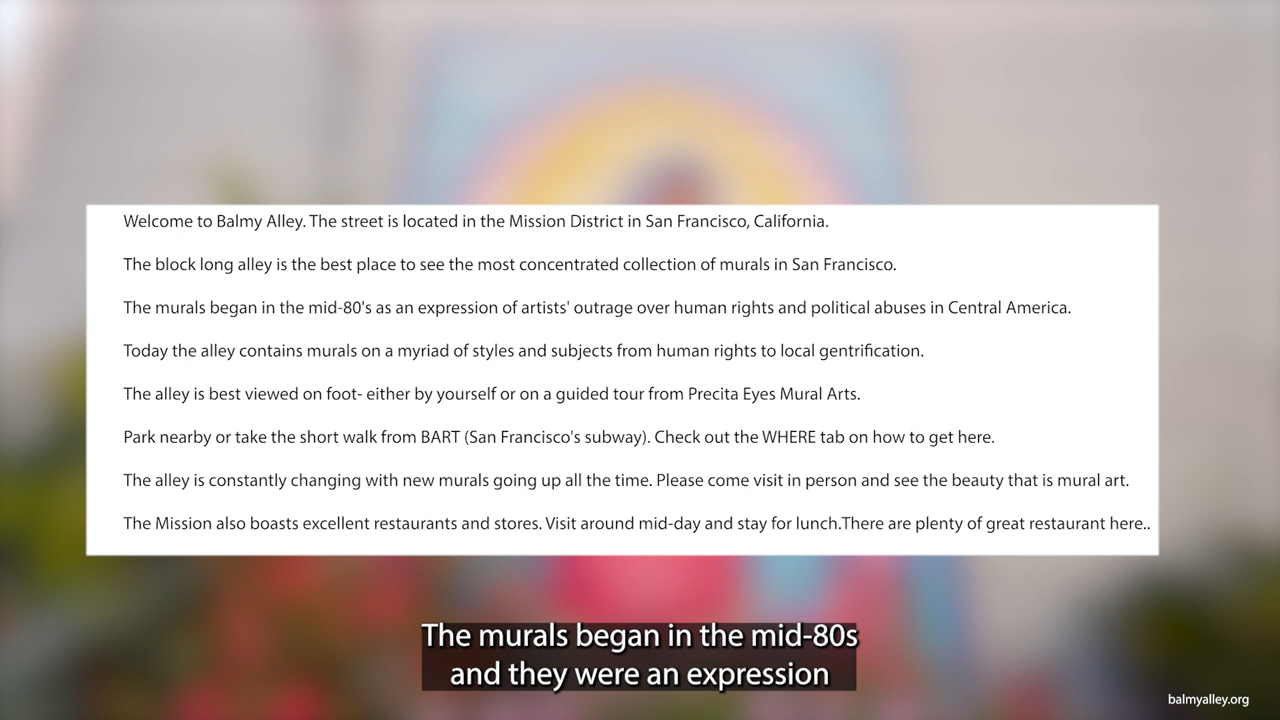 Welcome to Balmy Alley. The street is located in the Mission District in San Francisco, California.
The block long alley is the best place to see the most concentrated collection of murals in San Francisco.
The murals began in the mid-80's as an expression of artists' outrage over human rights and political abuses in Central America.
Today the alley contains murals on a myriad of styles and subjects from human rights to local gentrification.
The alley is best viewed on foot- either by yourself or on a guided tour from Precita Eyes Mural Arts.
Park nearby or take the short walk from BART (San Francisco's subway). Check out the WHERE tab on how to get here.
The alley is constantly changing with new murals going up all the time. Please come visit in person and see the beauty that is mural art.
The Mission also boasts excellent restaurants and stores. Visit around mid-day and stay for lunch.There are plenty of great restaurant here..
The murals began in the mid-80s
and they were an expression
balmyalley.org